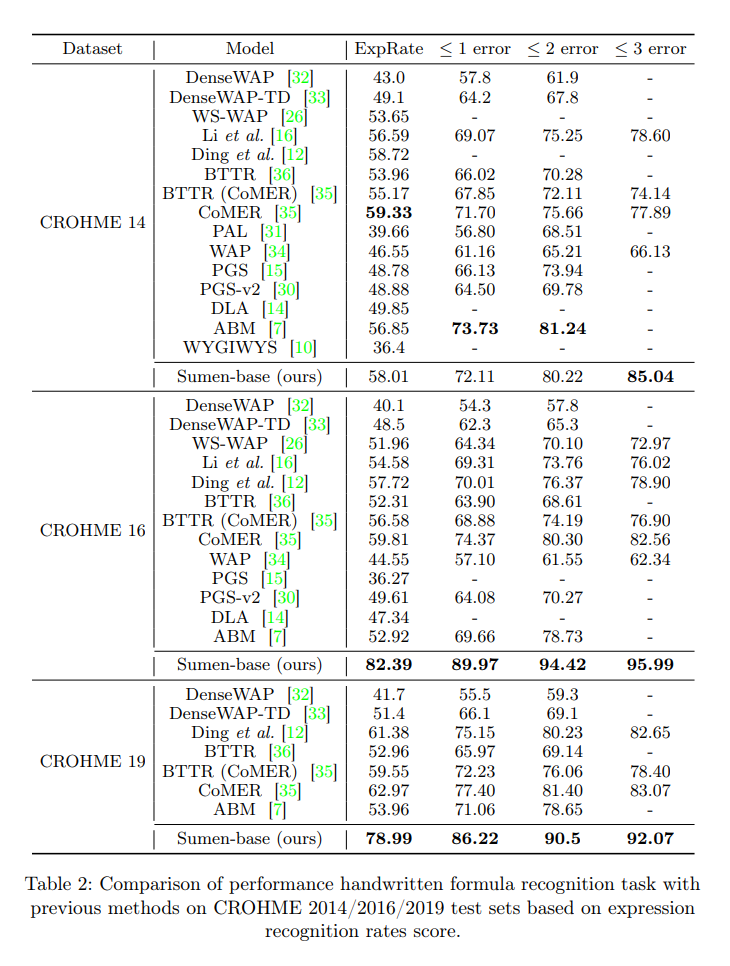 Dataset Model ExpRate ≤ 1 error ≤ 2 error ≤ 3 error
DenseWAP [32] 43.0 57.8 61.9 -
DenseWAP-TD [33] 49.1 64.2 67.8 -
WS-WAP [26] 53.65 - - -
Li et al. [16] 56.59 69.07 75.25 78.60
Ding et al. [12] 58.72 - - -
BTTR [36] 53.96 66.02 70.28 -
BTTR (CoMER) [35] 55.17 67.85 72.11 74.14
CoMER [35] 59.33 71.70 75.66 77.89
CROHME 14
PAL [31] 39.66 56.80 68.51 -
WAP [34] 46.55 61.16 65.21 66.13
PGS [15] 48.78 66.13 73.94 -
PGS-v2 [30] 48.88 64.50 69.78 -
DLA [14] 49.85 - - -
ABM [7] 56.85 73.73 81.24 -
WYGIWYS [10] 36.4 - - -
Sumen-base (ours) 58.01 72.11 80.22 85.04
DenseWAP [32] 40.1 54.3 57.8 -
DenseWAP-TD [33] 48.5 62.3 65.3 -
WS-WAP [26] 51.96 64.34 70.10 72.97
Li et al. [16] 54.58 69.31 73.76 76.02
Ding et al. [12] 57.72 70.01 76.37 78.90
BTTR [36] 52.31 63.90 68.61 -
BTTR (CoMER) [35] 56.58 68.88 74.19 76.90
CROHME 16
CoMER [35] 59.81 74.37 80.30 82.56
WAP [34] 44.55 57.10 61.55 62.34
PGS [15] 36.27 - - -
PGS-v2 [30] 49.61 64.08 70.27 -
DLA [14] 47.34 - - -
ABM [7] 52.92 69.66 78.73 -
Sumen-base (ours) 82.39 89.97 94.42 95.99
DenseWAP [32] 41.7 55.5 59.3 -
DenseWAP-TD [33] 51.4 66.1 69.1 -
Ding et al. [12] 61.38 75.15 80.23 82.65
BTTR [36] 52.96 65.97 69.14 -
CROHME 19
BTTR (CoMER) [35] 59.55 72.23 76.06 78.40
CoMER [35] 62.97 77.40 81.40 83.07
ABM [7] 53.96 71.06 78.65 -
Sumen-base (ours) 78.99 86.22 90.5 92.07
Table 2: Comparison of performance handwritten formula recognition task with
previous methods on CROHME 2014/2016/2019 test sets based on expression
recognition rates score.